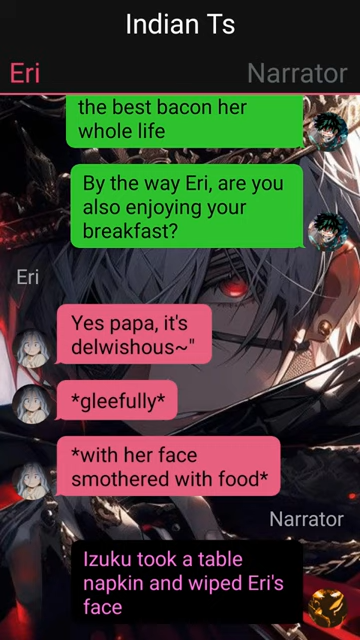 Indian Ts
Eri
Narrator
the best bacon her
whole life
By the way Eri, are you
also enjoying your
breakfast?
Eri
Yes papa, it's
delwishous~"
*gleefully*
*with her face
smothered with food*
Narrator
Izuku took a table
napkin and wiped Eri's
face